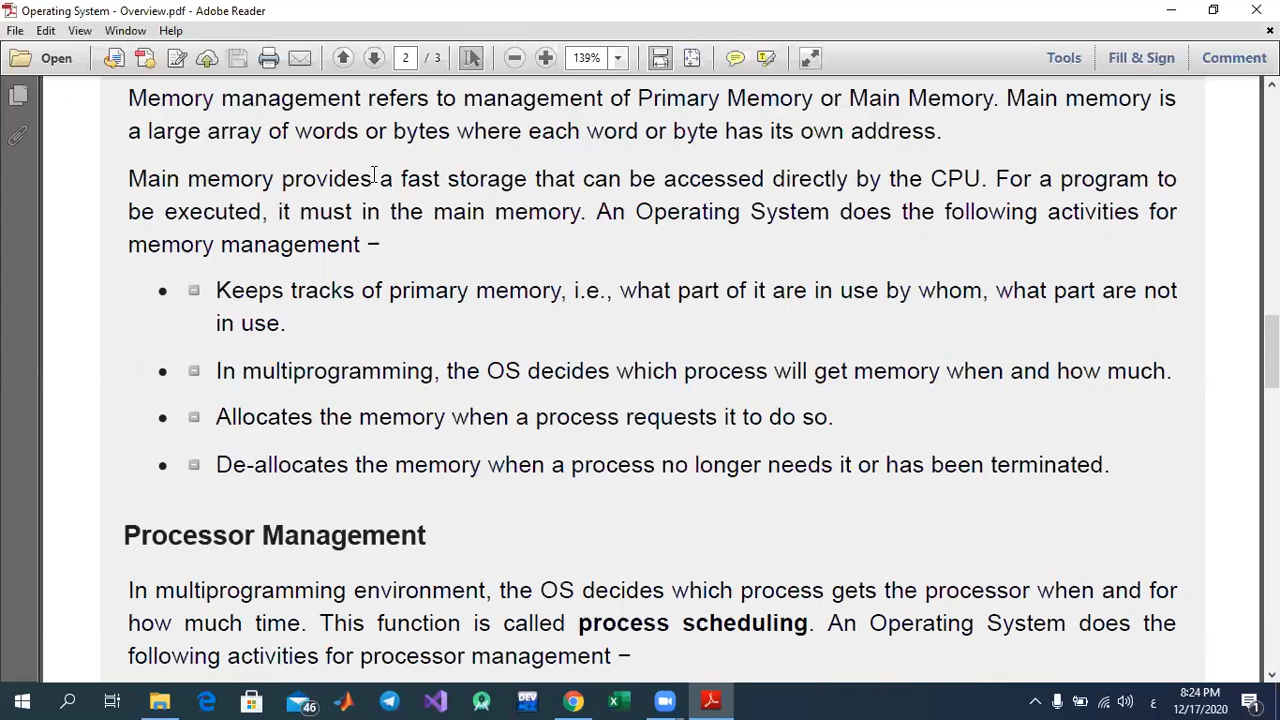 Operating System - Overview.pdf - Adobe Reader
File Edit View Window Help
Open 2 / 3 139% Tools Fill & Sign Comment
Memory management refers to management of Primary Memory or Main Memory. Main memory is
a large array of words or bytes where each word or byte has its own address.
Main memory provides a fast storage that can be accessed directly by the CPU. For a program to
be executed, it must in the main memory. An Operating System does the following activities for
memory management −
• Keeps tracks of primary memory, i.e., what part of it are in use by whom, what part are not
in use.
• In multiprogramming, the OS decides which process will get memory when and how much.
• Allocates the memory when a process requests it to do so.
• De-allocates the memory when a process no longer needs it or has been terminated.
Processor Management
In multiprogramming environment, the OS decides which process gets the processor when and for
how much time. This function is called process scheduling. An Operating System does the
following activities for processor management −
46 DEV ع 8:24 PM
12/17/2020 1